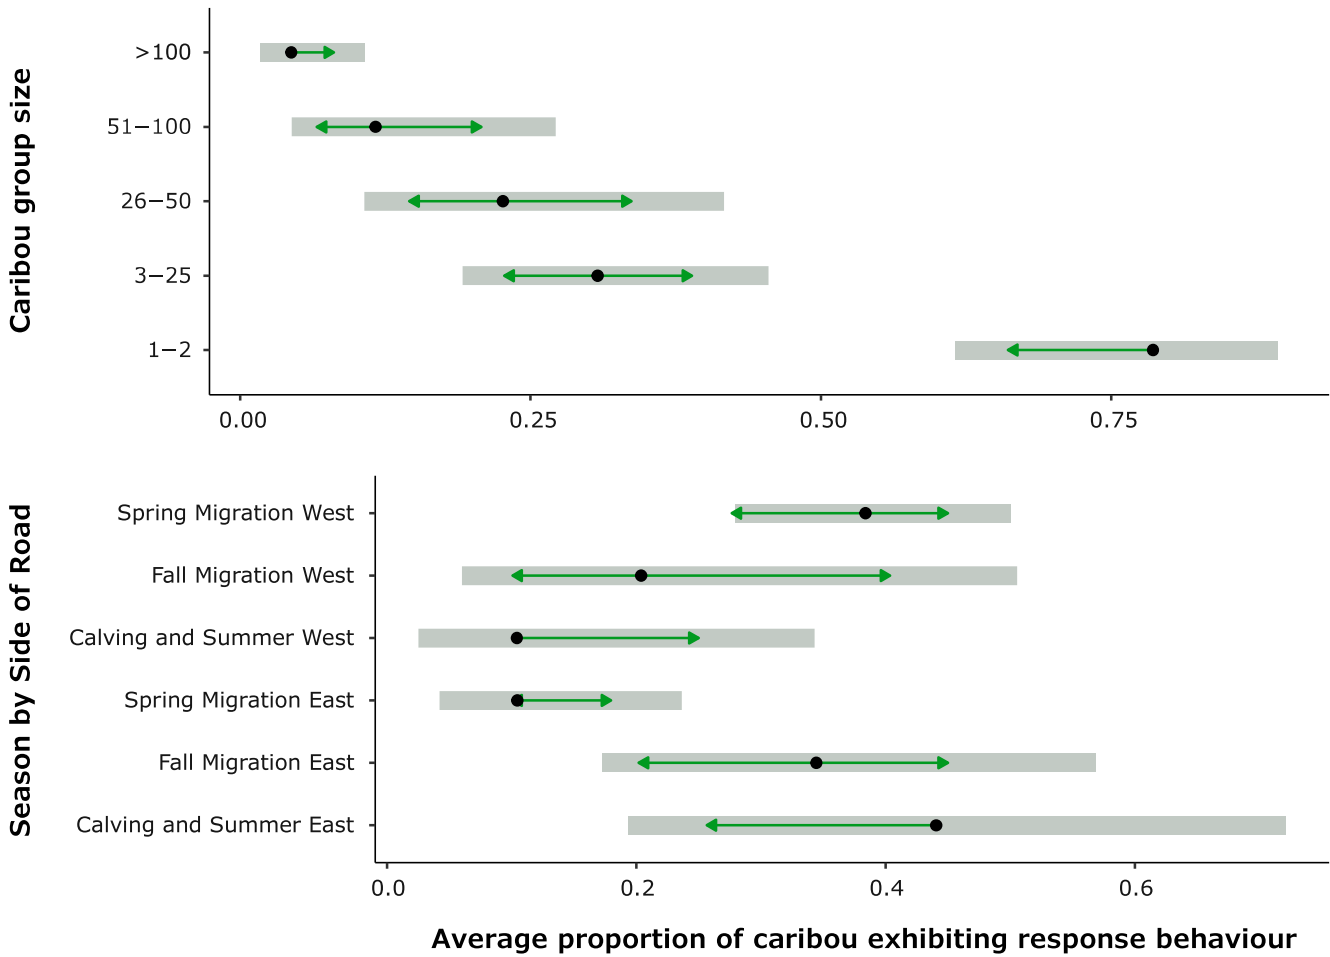 Caribou group size
>100
51−100
26−50
3−25
1−2
0.00 0.25 0.50 0.75
Season by Side of Road
Spring Migration West
Fall Migration West
Calving and Summer West
Spring Migration East
Fall Migration East
Calving and Summer East
0.0 0.2 0.4 0.6
Average proportion of caribou exhibiting response behaviour